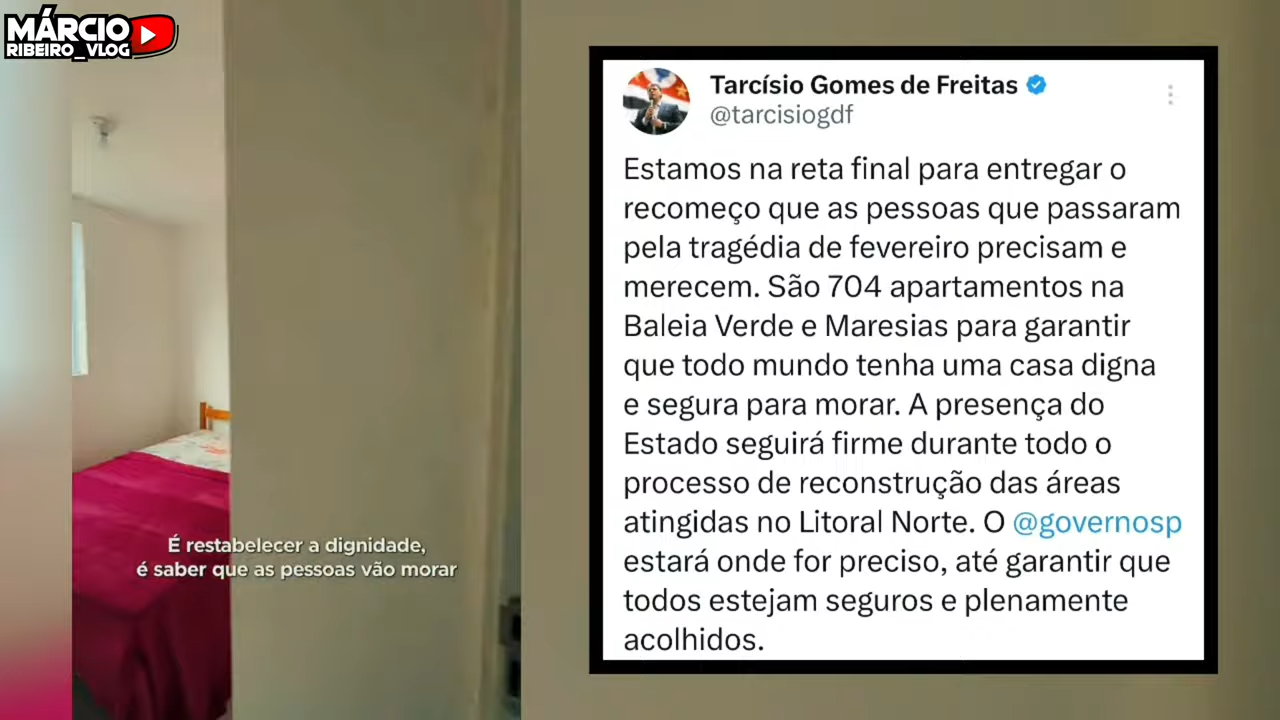 MÁRCIO
RIBEIRO_VLOG
Tarcísio Gomes de Freitas
@tarcisiogdf
Estamos na reta final para entregar o
recomeço que as pessoas que passaram
pela tragédia de fevereiro precisam e
merecem. São 704 apartamentos na
Baleia Verde e Maresias para garantir
que todo mundo tenha uma casa digna
e segura para morar. A presença do
Estado seguirá firme durante todo o
processo de reconstrução das áreas
atingidas no Litoral Norte. O @governosp
estará onde for preciso, até garantir que
todos estejam seguros e plenamente
acolhidos.
É restabelecer a dignidade,
é saber que as pessoas vão morar